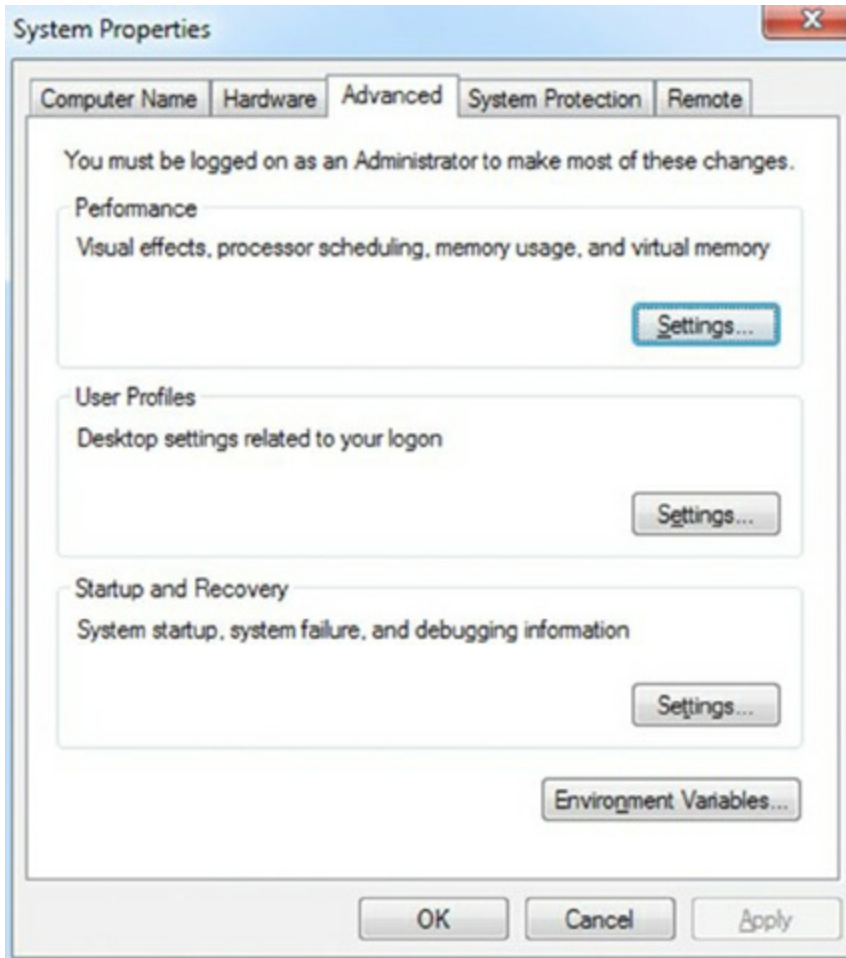 System Properties
Computer Name Hardware Advanced System Protection Remote
You must be logged on as an Administrator to make most of these changes.
Performance
Visual effects, processor scheduling, memory usage, and virtual memory
Settings...
User Profiles
Desktop settings related to your logon
Settings...
Startup and Recovery
System startup, system failure, and debugging information
Settings...
Environment Variables...
OK Cancel Apply